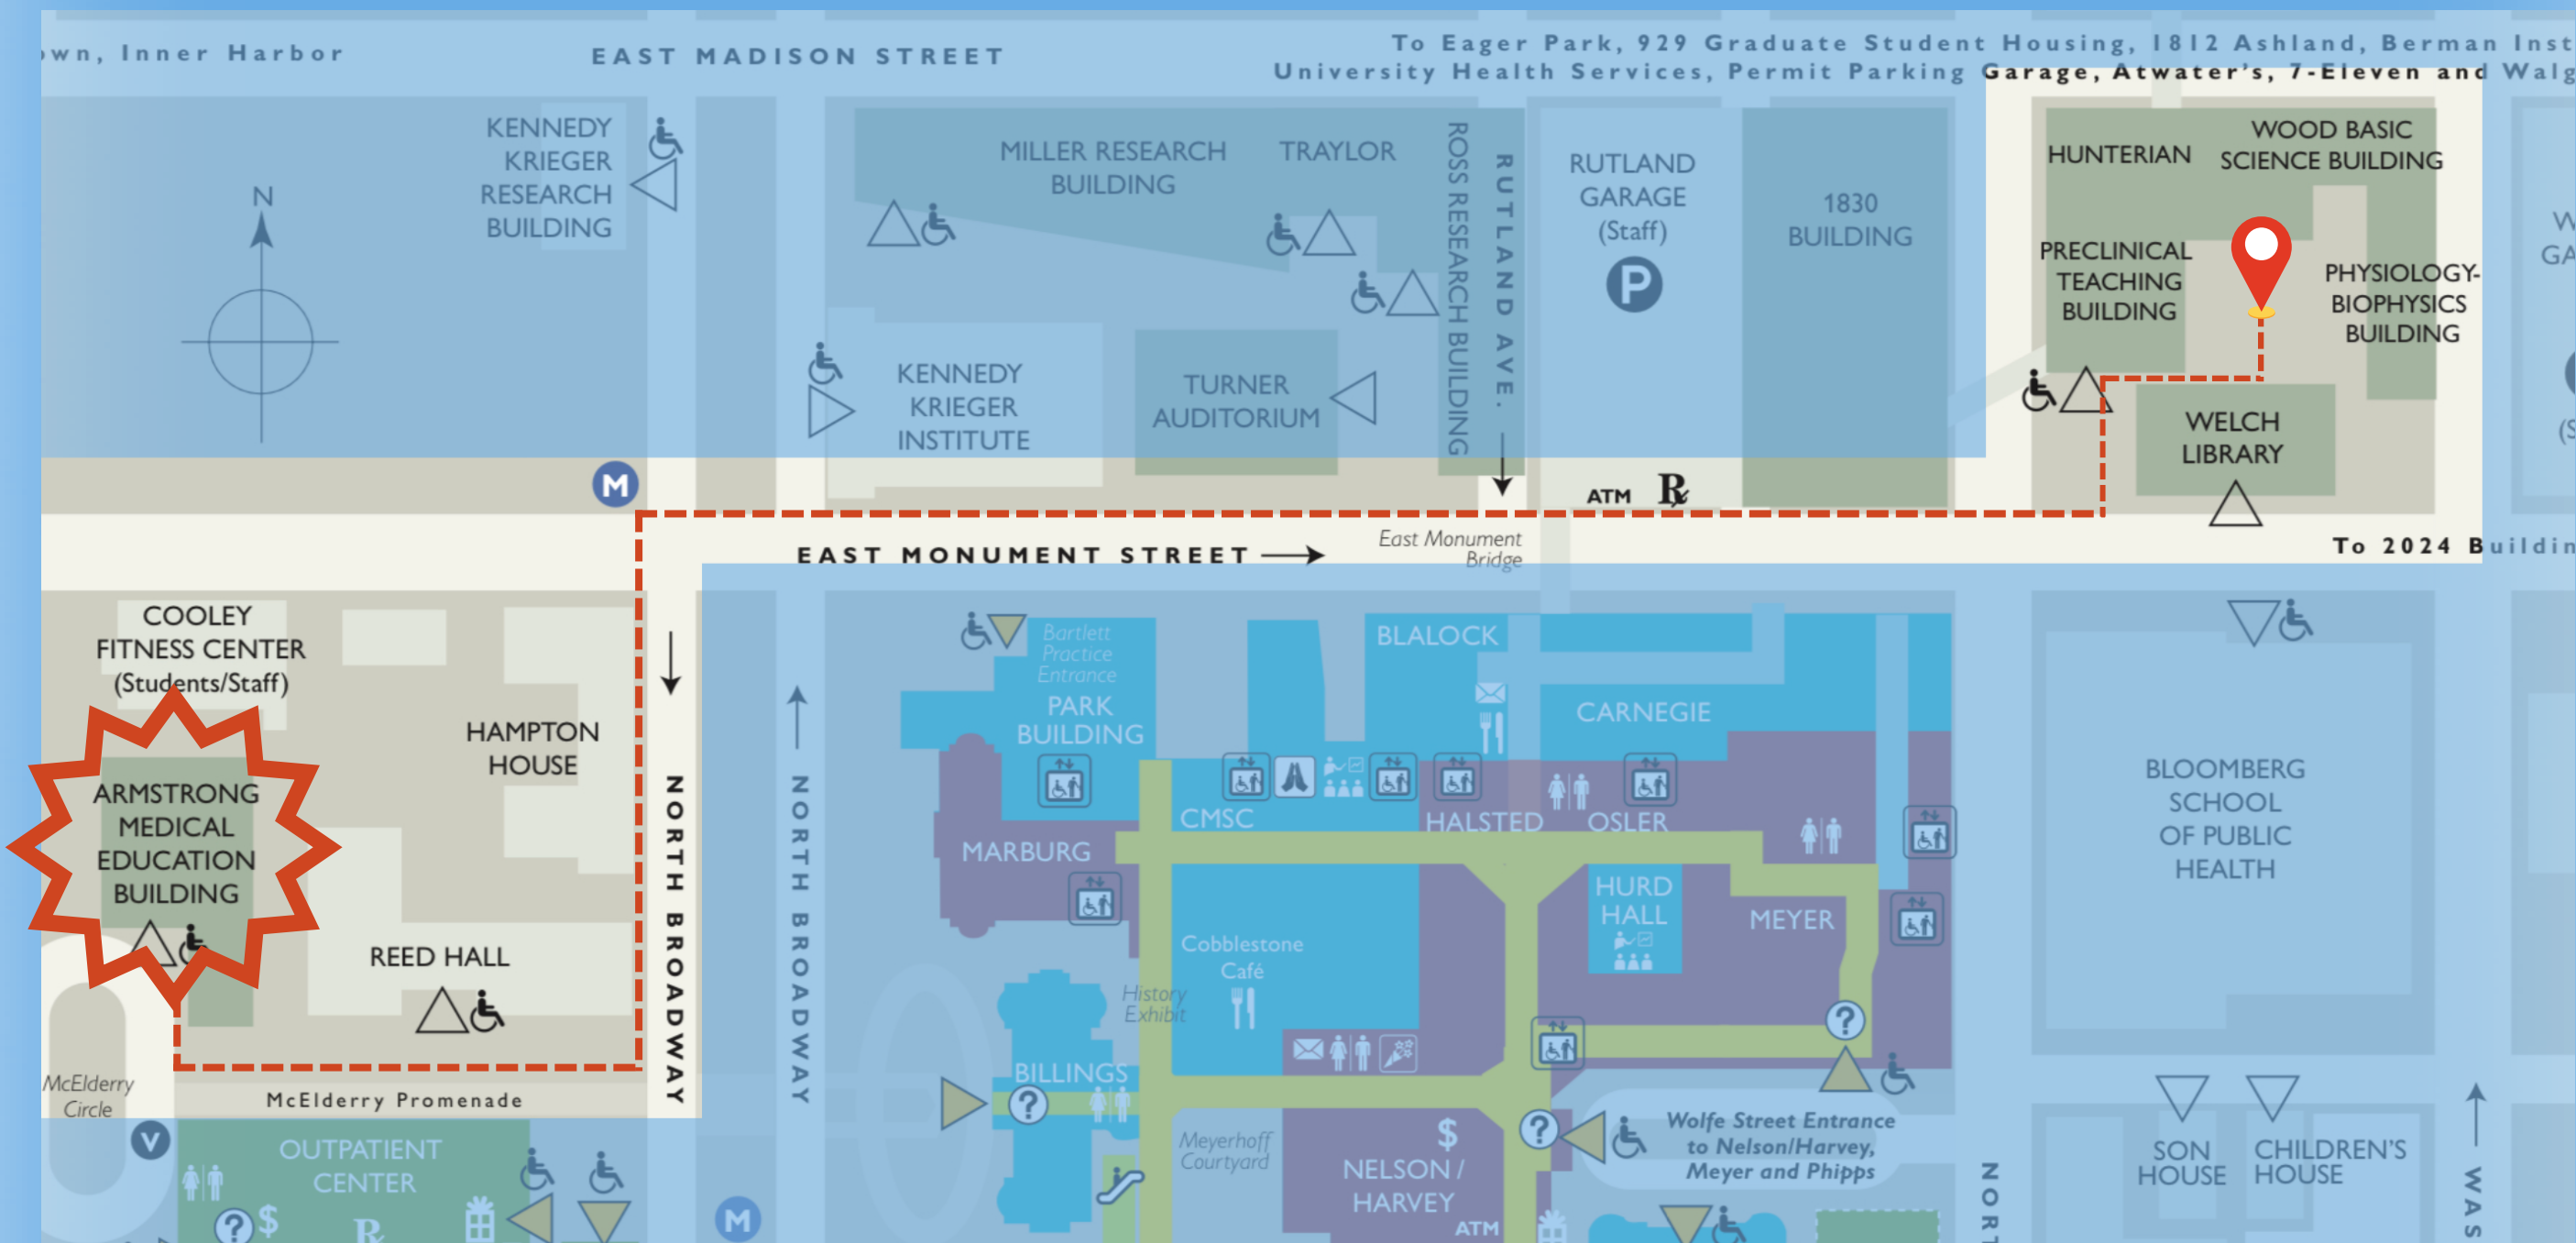 own, Inner Harbor
EAST MADISON STREET
To Eager Park, 929 Graduate Student Housing, 1812 Ashland, Berman Inst
University Health Services, Permit Parking Garage, Atwater's, 7-Eleven and Walg
N
KENNEDY
KRIEGER
RESEARCH
BUILDING
MILLER RESEARCH
BUILDING
TRAYLOR
ROSS RESEARCH BUILDING
RUTLAND AVE.
RUTLAND
GARAGE
(Staff)
P
1830
BUILDING
HUNTERIAN
WOOD BASIC
SCIENCE BUILDING
PRECLINICAL
TEACHING
BUILDING
PHYSIOLOGY-
BIOPHYSICS
BUILDING
W
GA
(S
KENNEDY
KRIEGER
INSTITUTE
TURNER
AUDITORIUM
WELCH
LIBRARY
M
ATM
Rx
EAST MONUMENT STREET
East Monument
Bridge
To 2024 Buildin
COOLEY
FITNESS CENTER
(Students/Staff)
HAMPTON
HOUSE
ARMSTRONG
MEDICAL
EDUCATION
BUILDING
REED HALL
NORTH BROADWAY
NORTH BROADWAY
McElderry
Circle
McElderry Promenade
V
OUTPATIENT
CENTER
?
$
Rx
M
Bartlett
Practice
Entrance
PARK
BUILDING
BLALOCK
CARNEGIE
CMSC
HALSTED
OSLER
MARBURG
HURD
HALL
MEYER
Cobblestone
Café
History
Exhibit
BILLINGS
?
Meyerhoff
Courtyard
$
NELSON /
HARVEY
ATM
?
?
Wolfe Street Entrance
to Nelson/Harvey,
Meyer and Phipps
BLOOMBERG
SCHOOL
OF PUBLIC
HEALTH
SON
HOUSE
CHILDREN'S
HOUSE
NORT
WAS